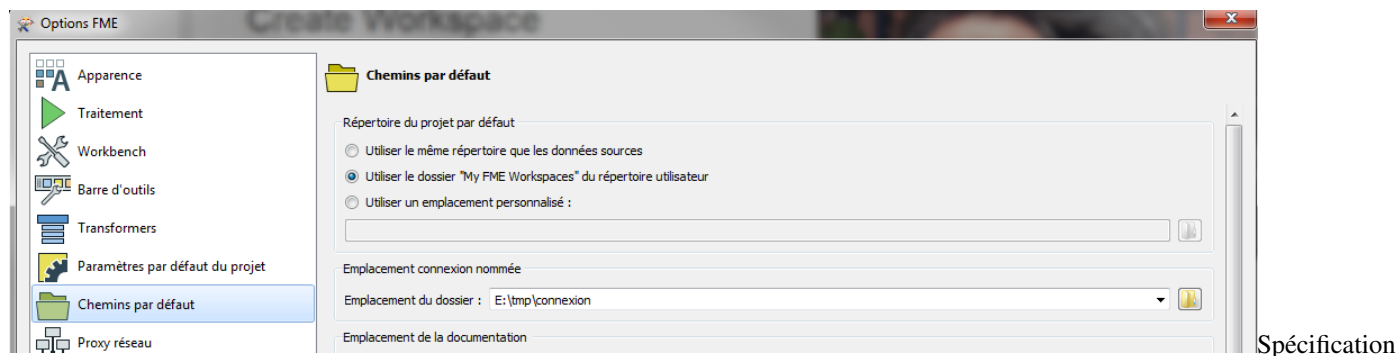 Options FME
Create Workspace
Apparence
Traitement
Workbench
Barre d'outils
Transformers
Paramètres par défaut du projet
Chemins par défaut
Proxy réseau
Chemins par défaut
Répertoire du projet par défaut
Utiliser le même répertoire que les données sources
Utiliser le dossier "My FME Workspaces" du répertoire utilisateur
Utiliser un emplacement personnalisé :
Emplacement connexion nommée
Emplacement du dossier : E:\tmp\connexion
Emplacement de la documentation
Spécification